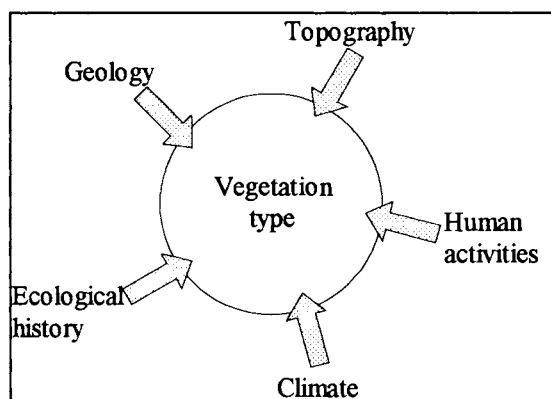 Topography
Geology
Vegetation
type
Human
activities
Ecological
history
Climate